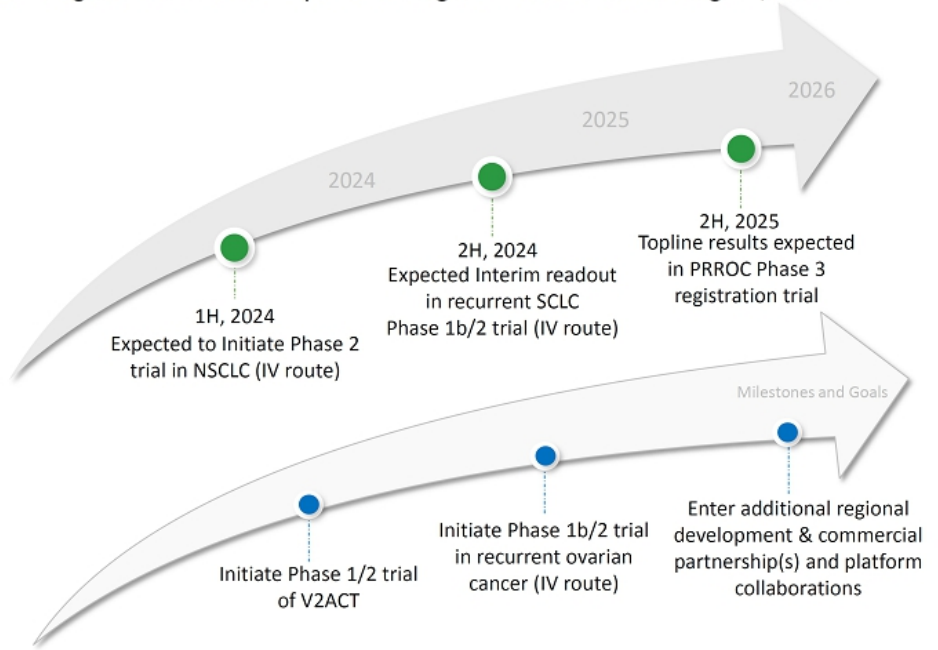 2026
2025
2024
2H, 2025
Topline results expected
in PRROC Phase 3
registration trial
2H, 2024
Expected Interim readout
in recurrent SCLC
Phase 1b/2 trial (IV route)
1H, 2024
Expected to Initiate Phase 2
trial in NSCLC (IV route)
Milestones and Goals
Enter additional regional
development & commercial
partnership(s) and platform
collaborations
Initiate Phase 1b/2 trial
in recurrent ovarian
cancer (IV route)
Initiate Phase 1/2 trial
of V2ACT